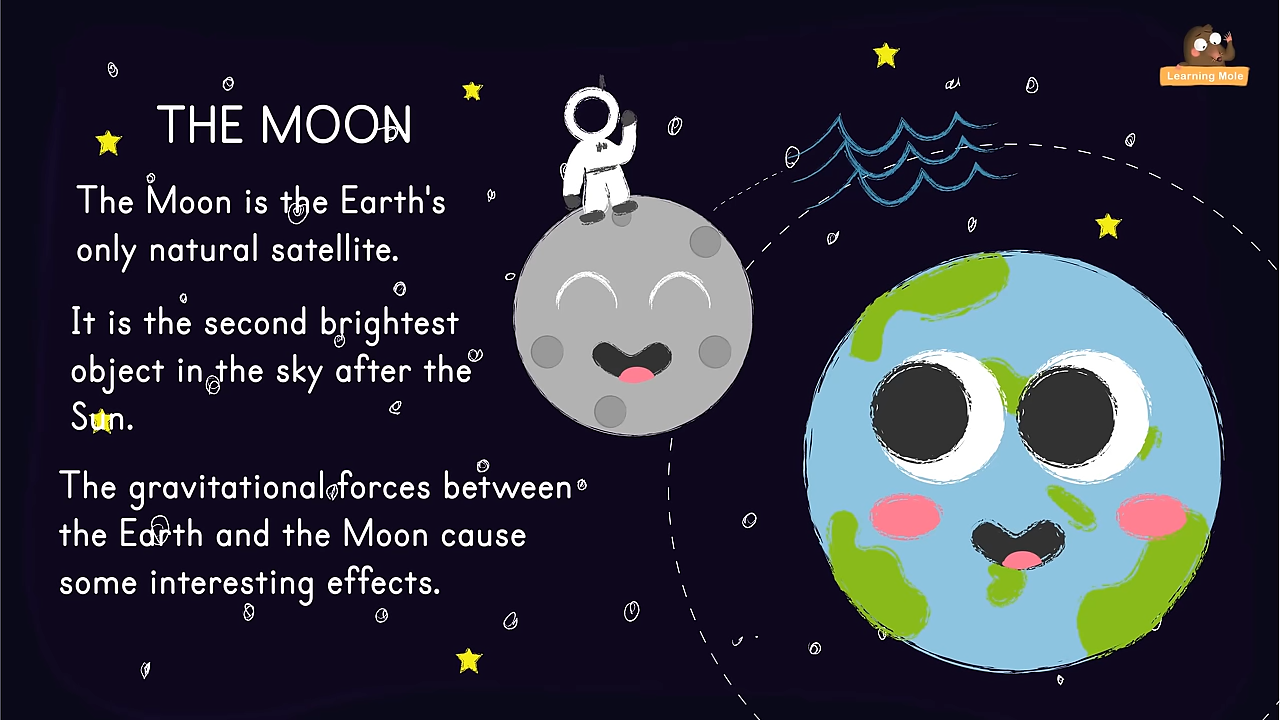 THE MOON
The Moon is the Earth's
only natural satellite.
It is the second brightest
object in the sky after the
Sun.
The gravitational forces between
the Earth and the Moon cause
some interesting effects.
Learning Mole